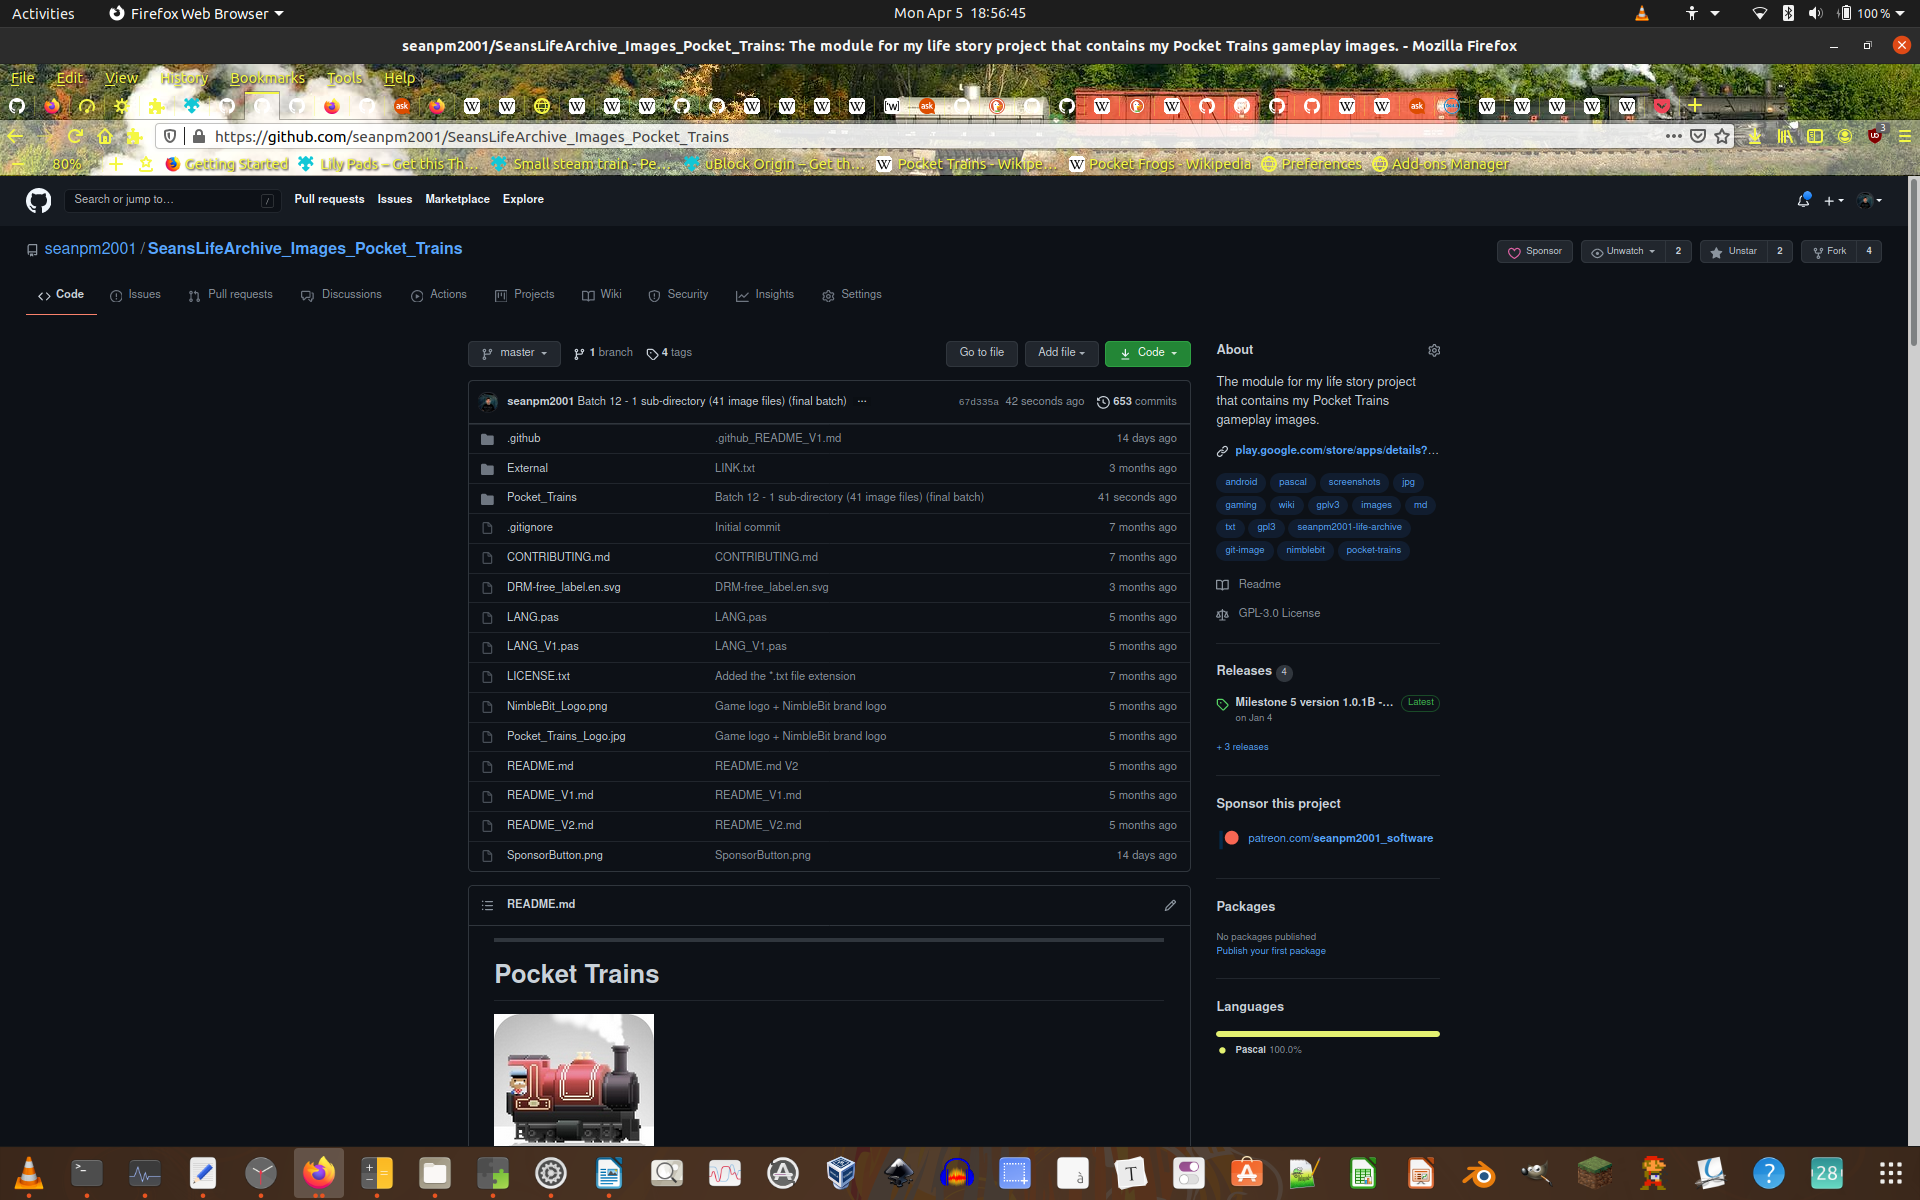 Activities Firefox Web Browser Mon Apr 5 18:56:45 100 %
seanpm2001/SeansLifeArchive_Images_Pocket_Trains: The module for my life story project that contains my Pocket Trains gameplay images. - Mozilla Firefox
File Edit View History Bookmarks Tools Help
https://github.com/seanpm2001/SeansLifeArchive_Images_Pocket_Trains
80% Getting Started Lily Pads – Get this Th… Small steam train - Pe… uBlock Origin – Get th… Pocket Trains - Wikipe… Pocket Frogs - Wikipedia Preferences Add-ons Manager
Search or jump to… / Pull requests Issues Marketplace Explore
seanpm2001 / SeansLifeArchive_Images_Pocket_Trains Sponsor Unwatch 2 Unstar 2 Fork 4
Code Issues Pull requests Discussions Actions Projects Wiki Security Insights Settings
master 1 branch 4 tags Go to file Add file Code
seanpm2001 Batch 12 - 1 sub-directory (41 image files) (final batch) … 67d335a 42 seconds ago 653 commits
.github .github_README_V1.md 14 days ago
External LINK.txt 3 months ago
Pocket_Trains Batch 12 - 1 sub-directory (41 image files) (final batch) 41 seconds ago
.gitignore Initial commit 7 months ago
CONTRIBUTING.md CONTRIBUTING.md 7 months ago
DRM-free_label.en.svg DRM-free_label.en.svg 3 months ago
LANG.pas LANG.pas 5 months ago
LANG_V1.pas LANG_V1.pas 5 months ago
LICENSE.txt Added the *.txt file extension 7 months ago
NimbleBit_Logo.png Game logo + NimbleBit brand logo 5 months ago
Pocket_Trains_Logo.jpg Game logo + NimbleBit brand logo 5 months ago
README.md README.md V2 5 months ago
README_V1.md README_V1.md 5 months ago
README_V2.md README_V2.md 5 months ago
SponsorButton.png SponsorButton.png 14 days ago
README.md
Pocket Trains
About
The module for my life story project
that contains my Pocket Trains
gameplay images.
play.google.com/store/apps/details?…
android pascal screenshots jpg
gaming wiki gplv3 images md
txt gpl3 seanpm2001-life-archive
git-image nimblebit pocket-trains
Readme
GPL-3.0 License
Releases 4
Milestone 5 version 1.0.1B -… Latest
on Jan 4
+ 3 releases
Sponsor this project
patreon.com/seanpm2001_software
Packages
No packages published
Publish your first package
Languages
Pascal 100.0%
28